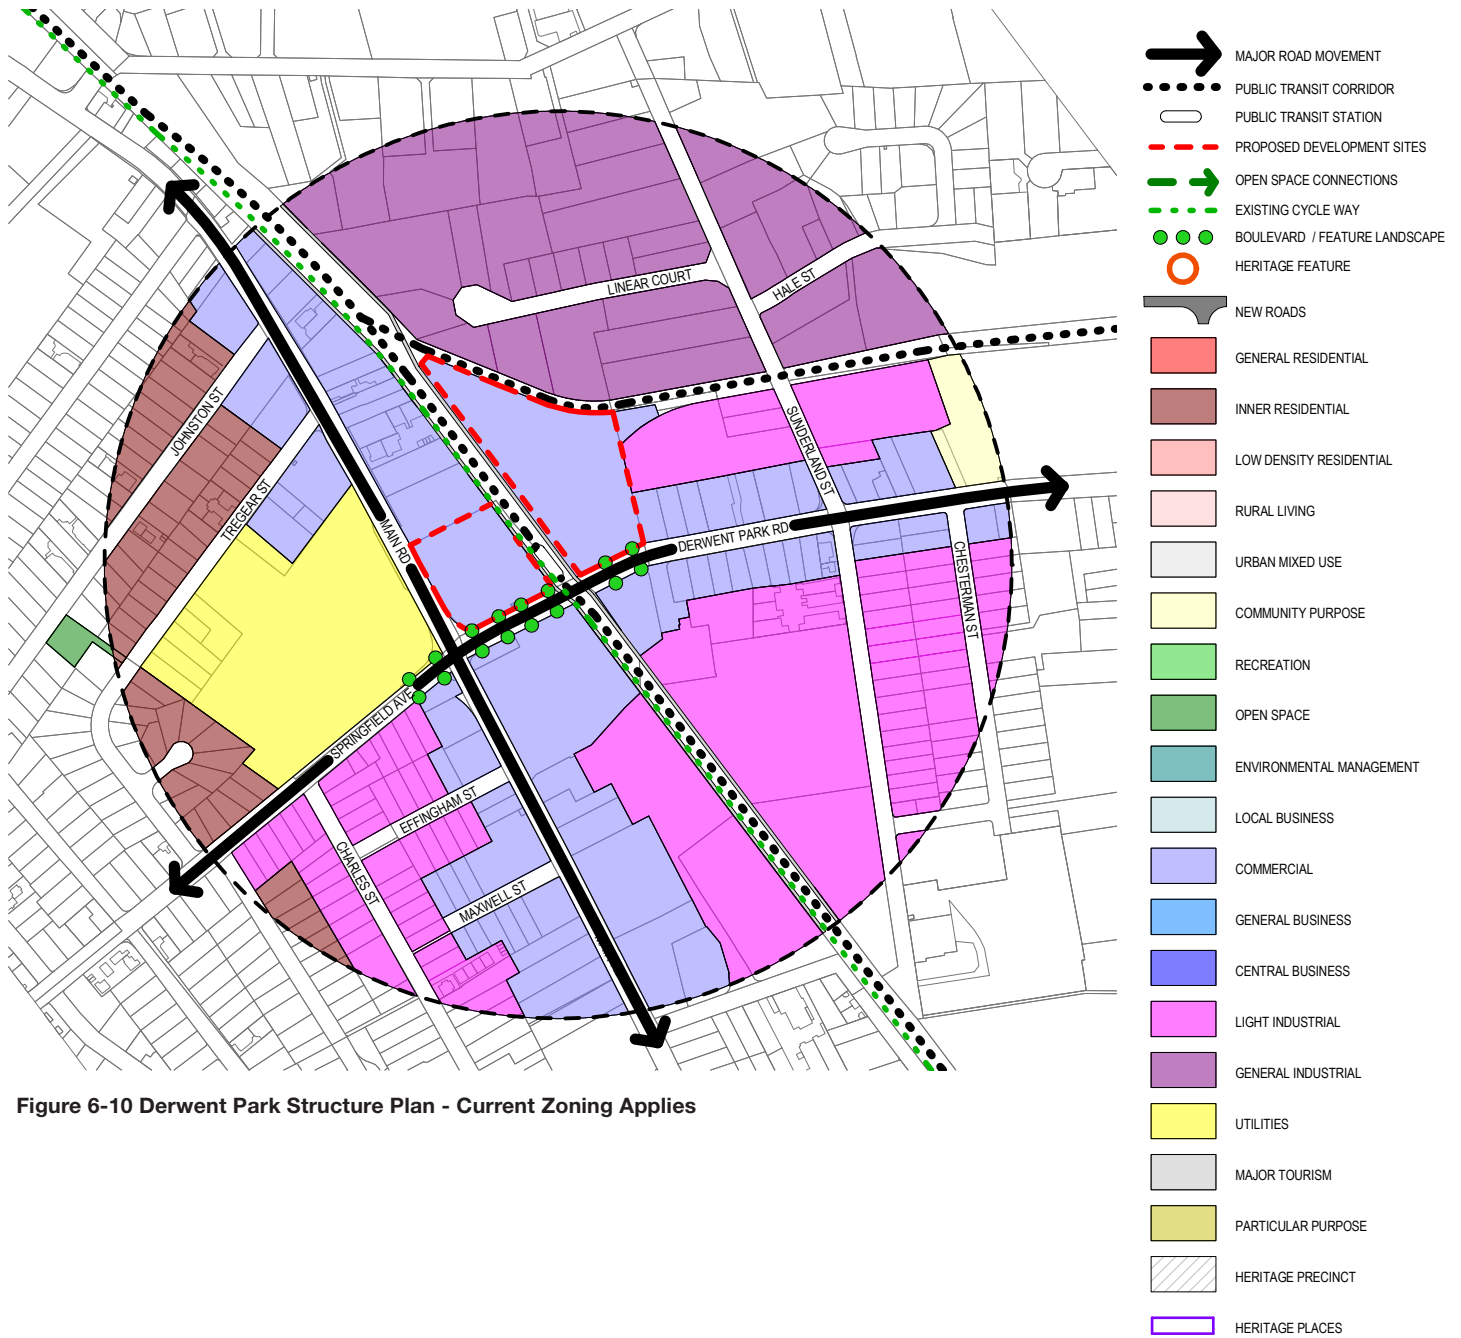 LINEAR COURT
HALE ST
JOHNSTON ST
TREGEAR ST
SUNDERLAND ST
MAIN RD
DERWENT PARK RD
CHESTERMAN ST
SPRINGFIELD AVE
EFFINGHAM ST
CHARLES ST
MAXWELL ST
Figure 6-10 Derwent Park Structure Plan - Current Zoning Applies
MAJOR ROAD MOVEMENT
PUBLIC TRANSIT CORRIDOR
PUBLIC TRANSIT STATION
PROPOSED DEVELOPMENT SITES
OPEN SPACE CONNECTIONS
EXISTING CYCLE WAY
BOULEVARD / FEATURE LANDSCAPE
HERITAGE FEATURE
NEW ROADS
GENERAL RESIDENTIAL
INNER RESIDENTIAL
LOW DENSITY RESIDENTIAL
RURAL LIVING
URBAN MIXED USE
COMMUNITY PURPOSE
RECREATION
OPEN SPACE
ENVIRONMENTAL MANAGEMENT
LOCAL BUSINESS
COMMERCIAL
GENERAL BUSINESS
CENTRAL BUSINESS
LIGHT INDUSTRIAL
GENERAL INDUSTRIAL
UTILITIES
MAJOR TOURISM
PARTICULAR PURPOSE
HERITAGE PRECINCT
HERITAGE PLACES